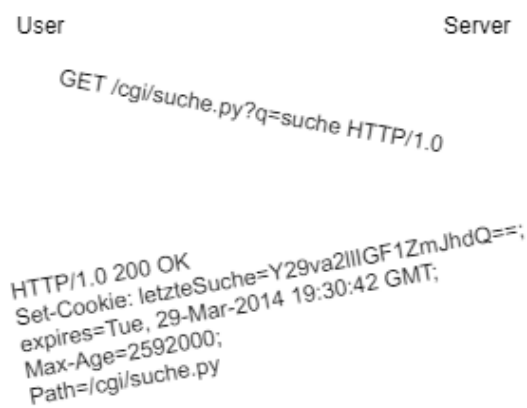 User
Server
GET /cgi/suche.py?q=suche HTTP/1.0
HTTP/1.0 200 OK
Set-Cookie: letzteSuche=Y29va2llIGF1ZmJhdQ==;
expires=Tue, 29-Mar-2014 19:30:42 GMT;
Max-Age=2592000;
Path=/cgi/suche.py